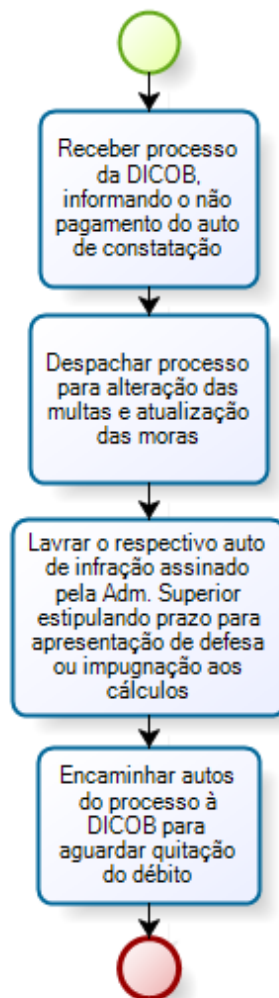 Receber processo
da DICOB,
informando o não
pagamento do auto
de constatação
Despachar processo
para alteração das
multas e atualização
das moras
Lavrar o respectivo auto
de infração assinado
pela Adm. Superior
estipulando prazo para
apresentação de defesa
ou impugnação aos
cálculos
Encaminhar autos
do processo à
DICOB para
aguardar quitação
do débito